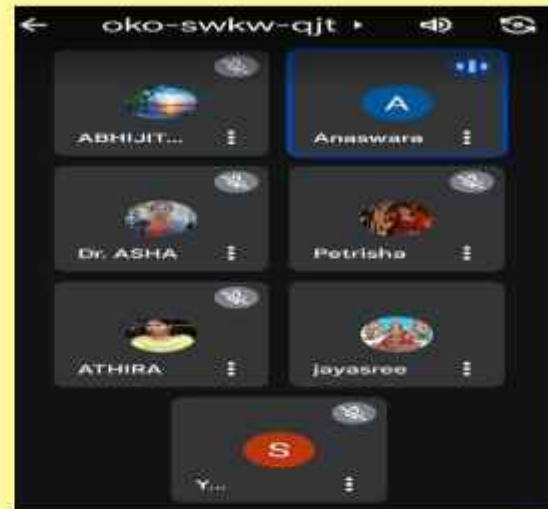 oko-swkw-qjt
A
ABHIJIT...
Anaswara
Dr. ASHA
Petrisha
ATHIRA
jayasree
S
Y...